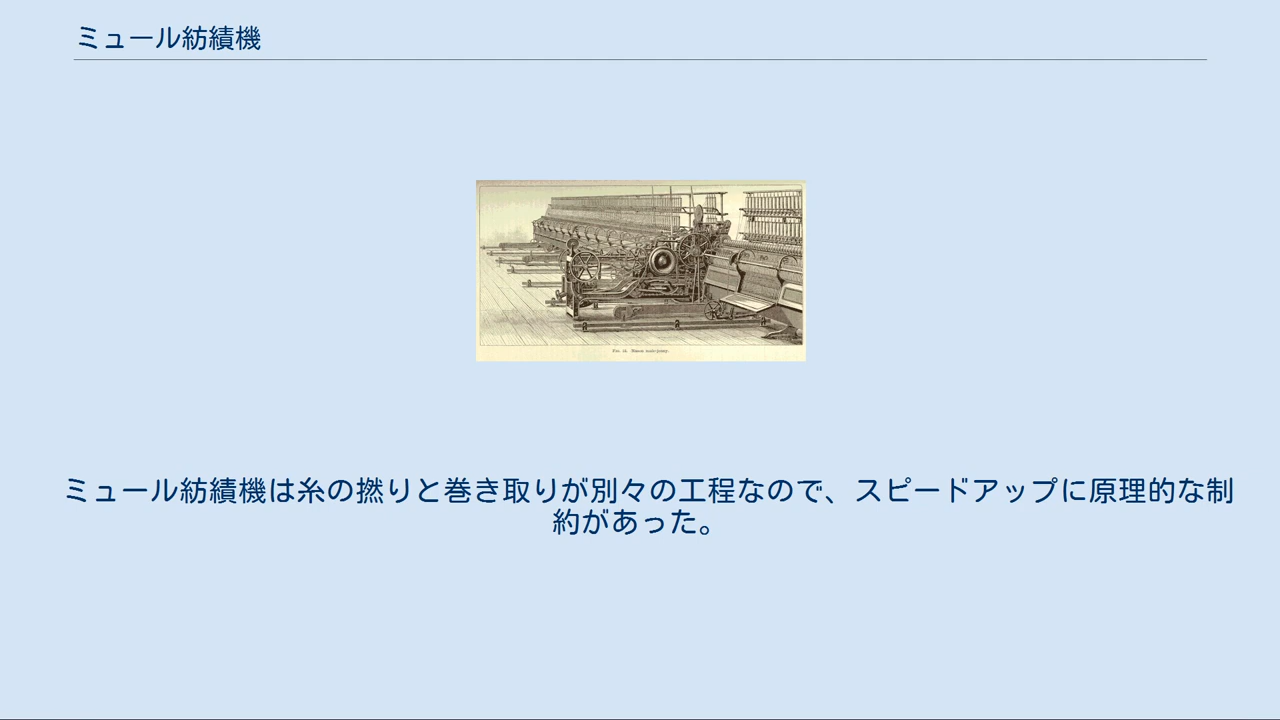 ミュール紡績機
ミュール紡績機は糸の撚りと巻き取りが別々の工程なので、スピードアップに原理的な制
約があった。